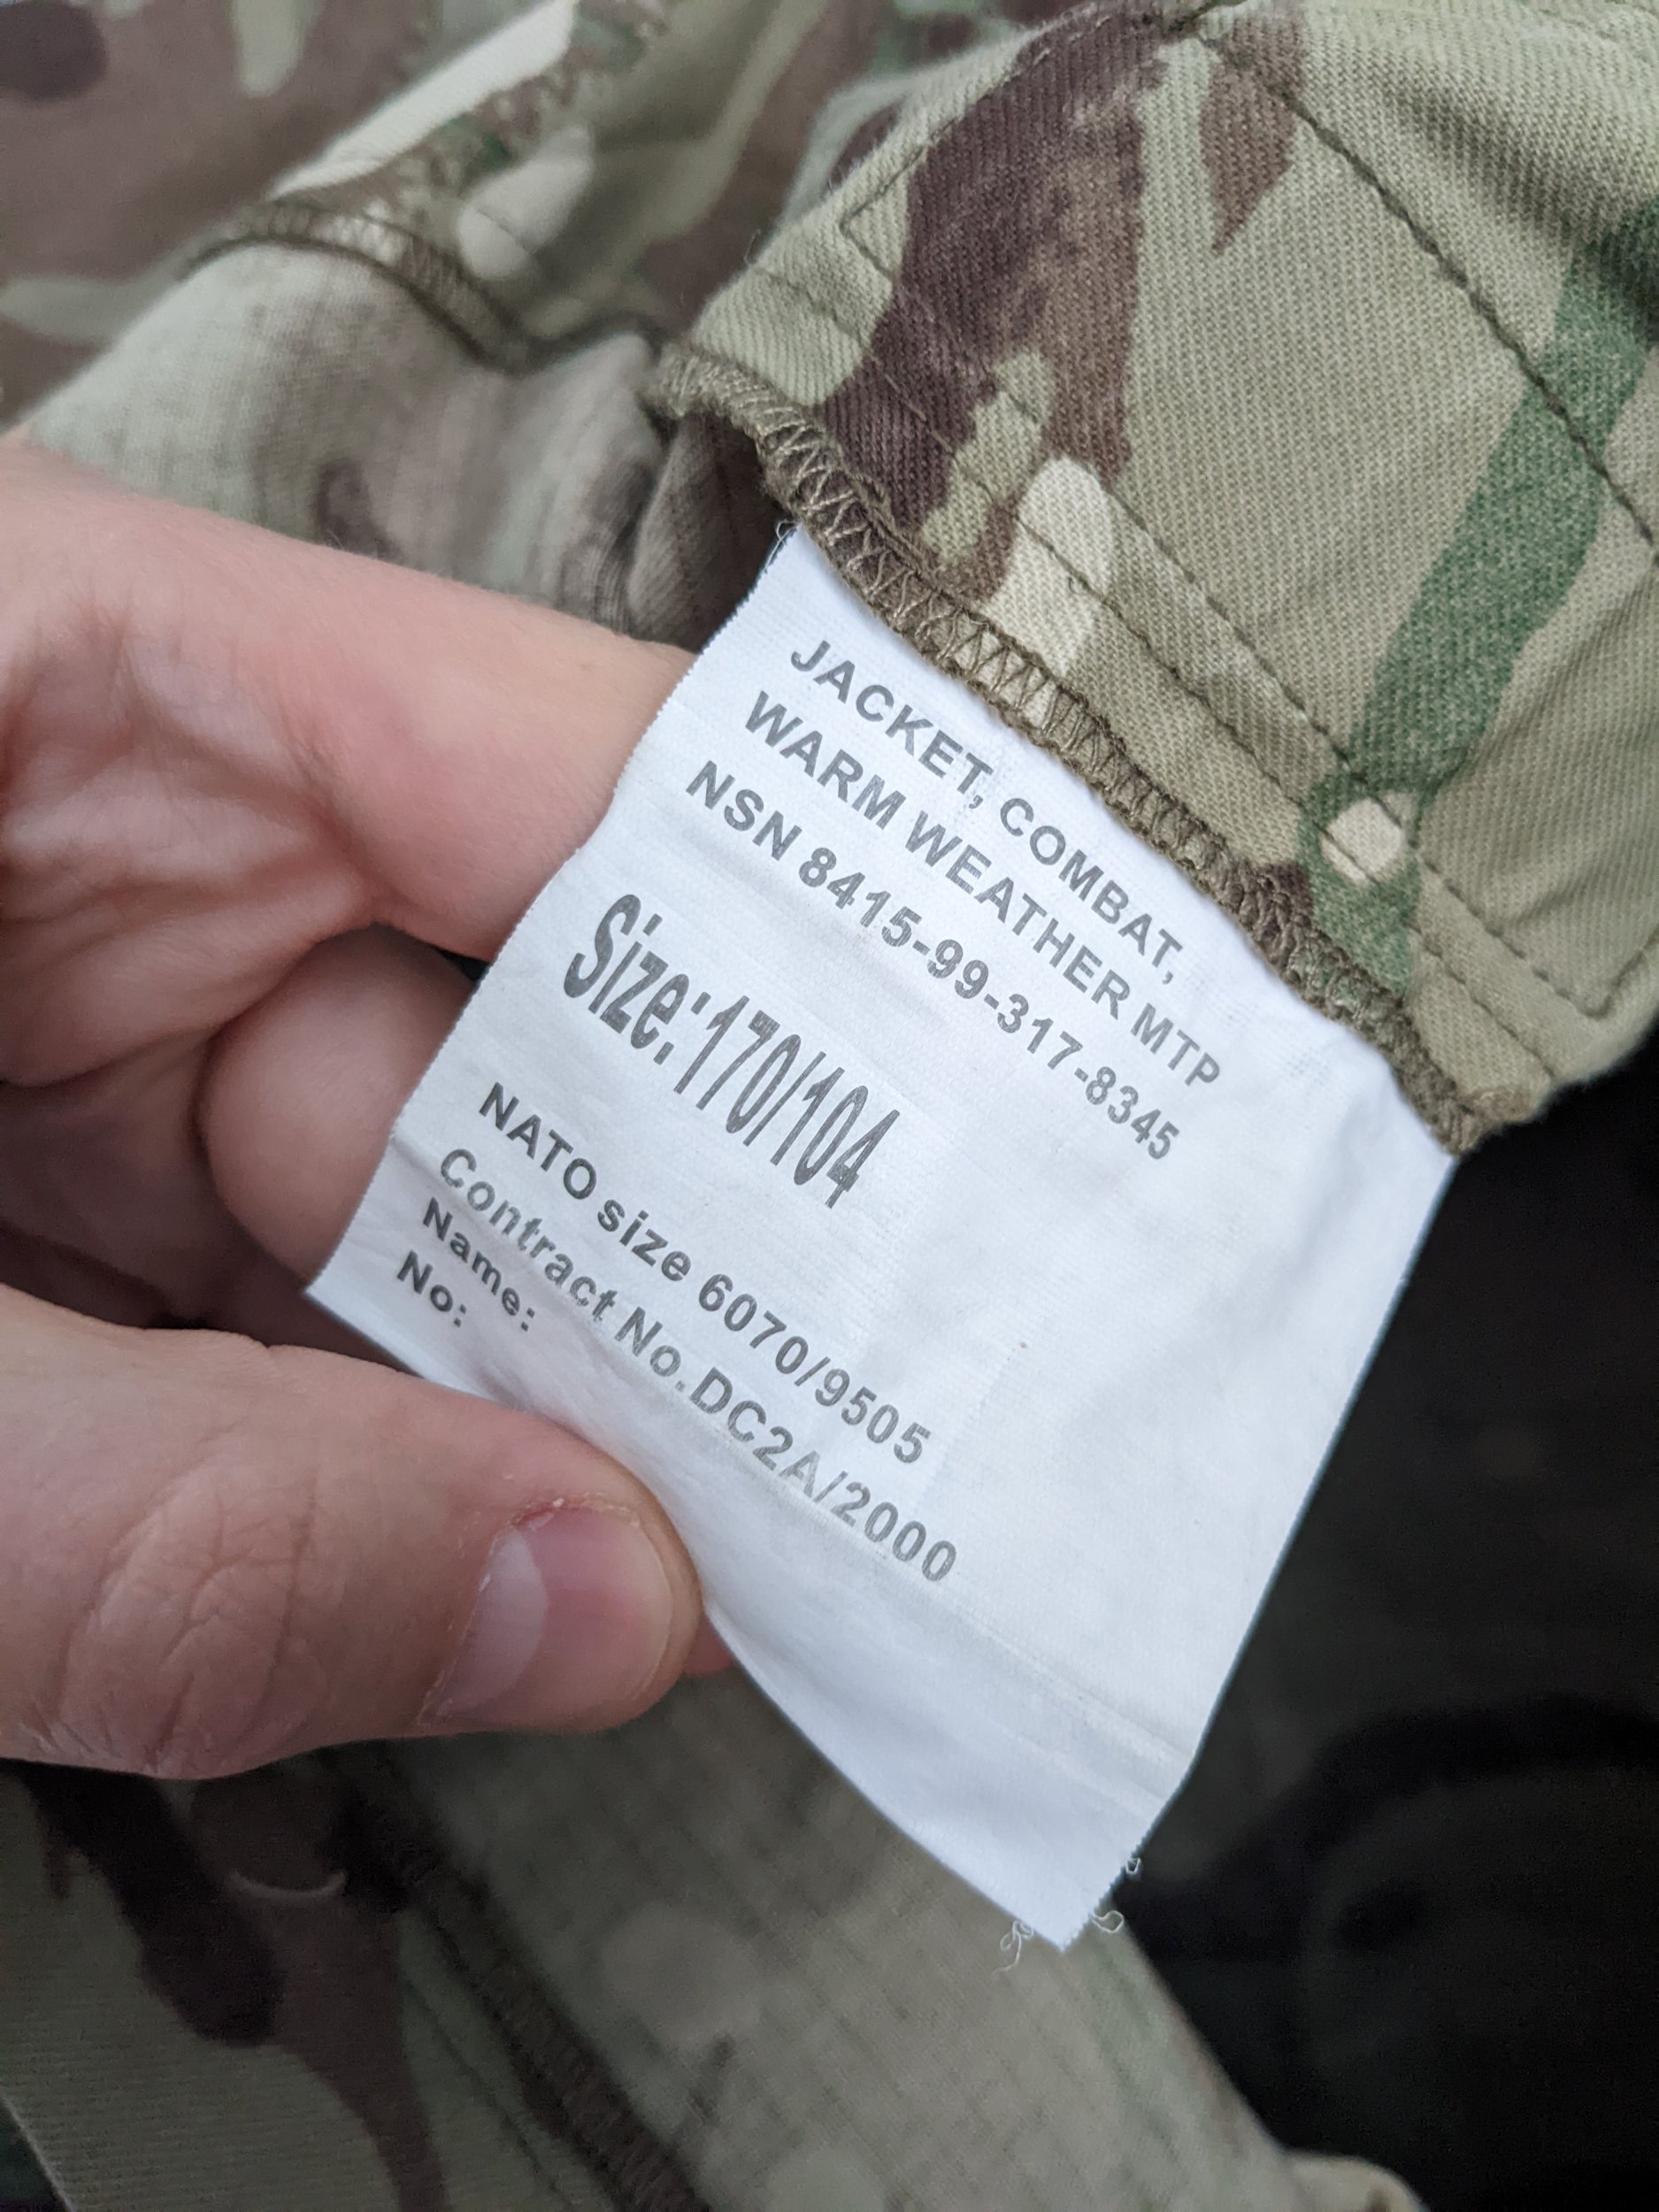 JACKET, COMBAT,
WARM WEATHER MTP
NSN 8415-99-317-8345
Size:170/104
NATO size 6070/9505
Contract No.DC2A/2000
Name:
No: